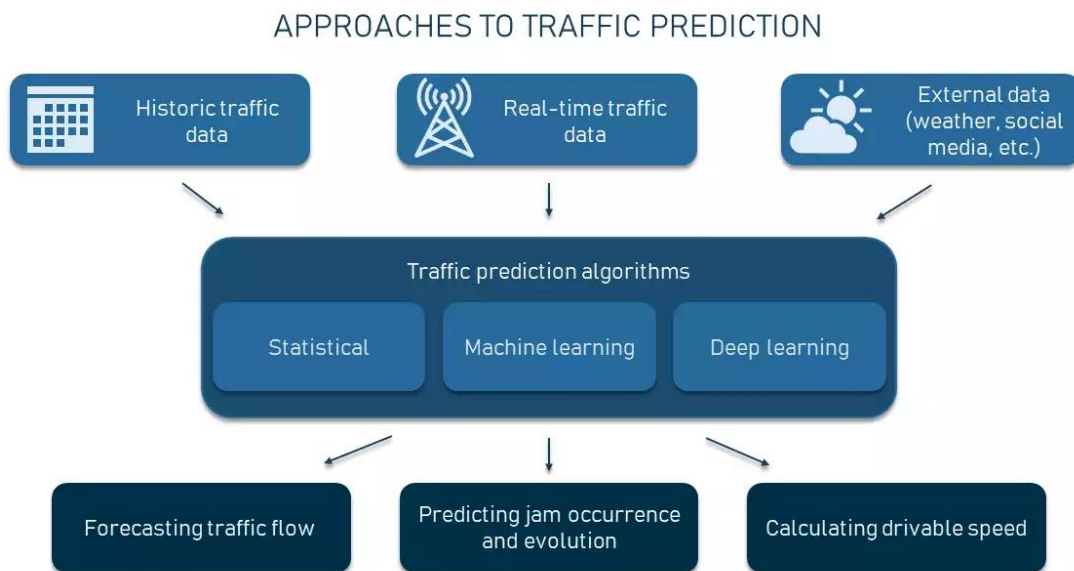 APPROACHES TO TRAFFIC PREDICTION
Historic traffic
data
Real-time traffic
data
External data
(weather, social
media, etc.)
Traffic prediction algorithms
Statistical
Machine learning
Deep learning
Forecasting traffic flow
Predicting jam occurrence
and evolution
Calculating drivable speed